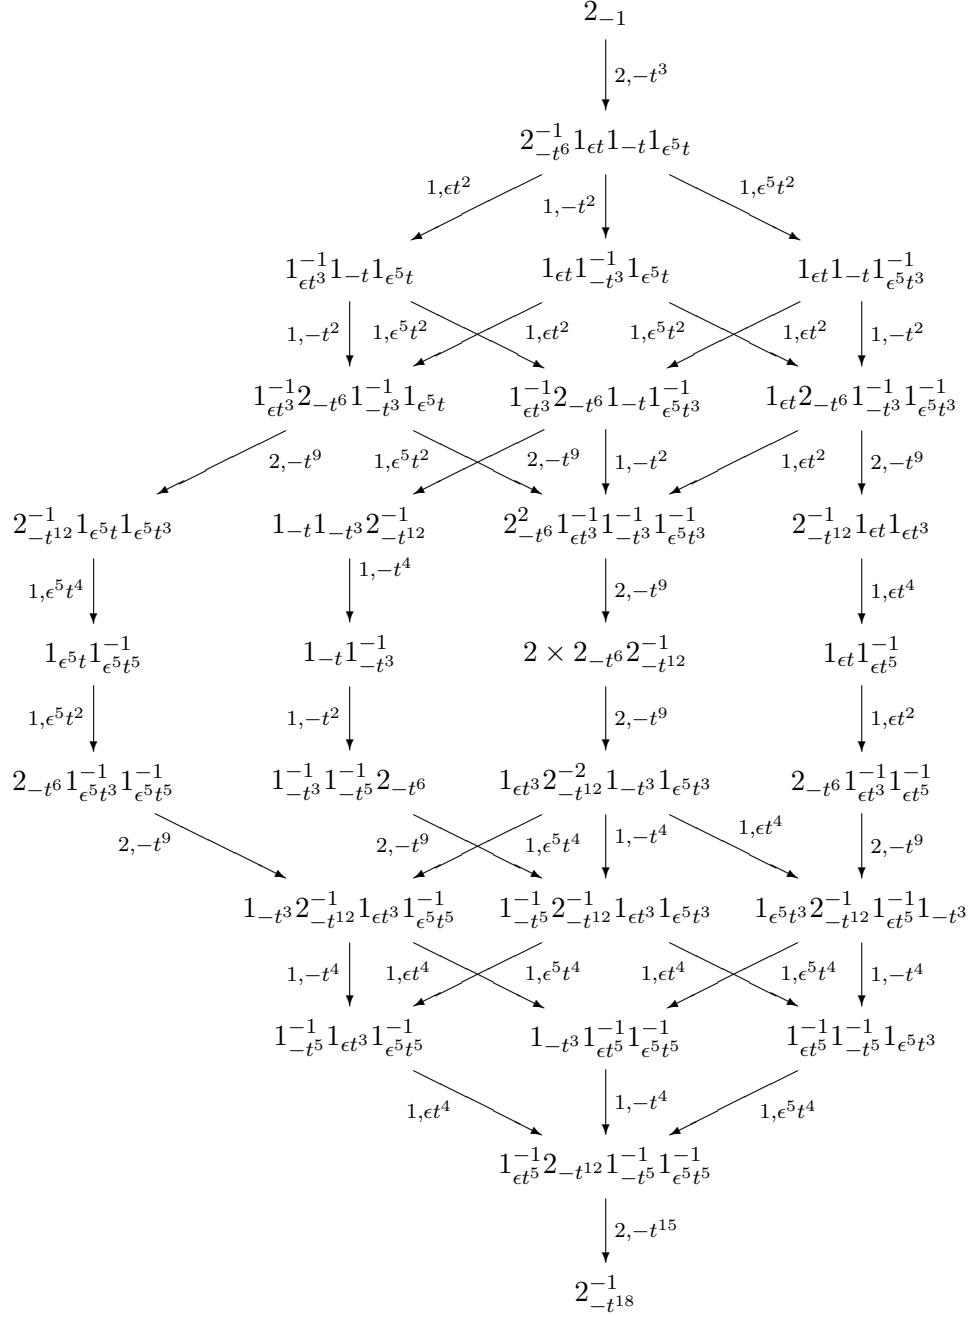 2_{-1}
2,-t^3
2^{-1}_{-t^6}1_{ϵt}1_{-t}1_{ϵ^5t}
1,ϵt^2 1,-t^2 1,ϵ^5t^2
1^{-1}_{ϵt^3}1_{-t}1_{ϵ^5t} 1_{ϵt}1^{-1}_{-t^3}1_{ϵ^5t} 1_{ϵt}1_{-t}1^{-1}_{ϵ^5t^3}
1,-t^2 1,ϵ^5t^2 1,ϵt^2 1,ϵ^5t^2 1,ϵt^2 1,-t^2
1^{-1}_{ϵt^3}2_{-t^6}1^{-1}_{-t^3}1_{ϵ^5t} 1^{-1}_{ϵt^3}2_{-t^6}1_{-t}1^{-1}_{ϵ^5t^3} 1_{ϵt}2_{-t^6}1^{-1}_{-t^3}1^{-1}_{ϵ^5t^3}
2,-t^9 1,ϵ^5t^2 2,-t^9 1,-t^2 1,ϵt^2 2,-t^9
2^{-1}_{-t^{12}}1_{ϵ^5t}1_{ϵ^5t^3} 1_{-t}1_{-t^3}2^{-1}_{-t^{12}} 2^2_{-t^6}1^{-1}_{ϵt^3}1^{-1}_{-t^3}1^{-1}_{ϵ^5t^3} 2^{-1}_{-t^{12}}1_{ϵt}1_{ϵt^3}
1,ϵ^5t^4 1,-t^4 2,-t^9 1,ϵt^4
1_{ϵ^5t}1^{-1}_{ϵ^5t^5} 1_{-t}1^{-1}_{-t^3} 2 × 2_{-t^6}2^{-1}_{-t^{12}} 1_{ϵt}1^{-1}_{ϵt^5}
1,ϵ^5t^2 1,-t^2 2,-t^9 1,ϵt^2
2_{-t^6}1^{-1}_{ϵ^5t^3}1^{-1}_{ϵ^5t^5} 1^{-1}_{-t^3}1^{-1}_{-t^5}2_{-t^6} 1_{ϵt^3}2^{-2}_{-t^{12}}1_{-t^3}1_{ϵ^5t^3} 2_{-t^6}1^{-1}_{ϵt^3}1^{-1}_{ϵt^5}
2,-t^9 2,-t^9 1,ϵ^5t^4 1,-t^4 1,ϵt^4 2,-t^9
1_{-t^3}2^{-1}_{-t^{12}}1_{ϵt^3}1^{-1}_{ϵ^5t^5} 1^{-1}_{-t^5}2^{-1}_{-t^{12}}1_{ϵt^3}1_{ϵ^5t^3} 1_{ϵ^5t^3}2^{-1}_{-t^{12}}1^{-1}_{ϵt^5}1_{-t^3}
1,-t^4 1,ϵt^4 1,ϵ^5t^4 1,ϵt^4 1,ϵ^5t^4 1,-t^4
1^{-1}_{-t^5}1_{ϵt^3}1^{-1}_{ϵ^5t^5} 1_{-t^3}1^{-1}_{ϵt^5}1^{-1}_{ϵ^5t^5} 1^{-1}_{ϵt^5}1^{-1}_{-t^5}1_{ϵ^5t^3}
1,ϵt^4 1,-t^4 1,ϵ^5t^4
1^{-1}_{ϵt^5}2_{-t^{12}}1^{-1}_{-t^5}1^{-1}_{ϵ^5t^5}
2,-t^{15}
2^{-1}_{-t^{18}}